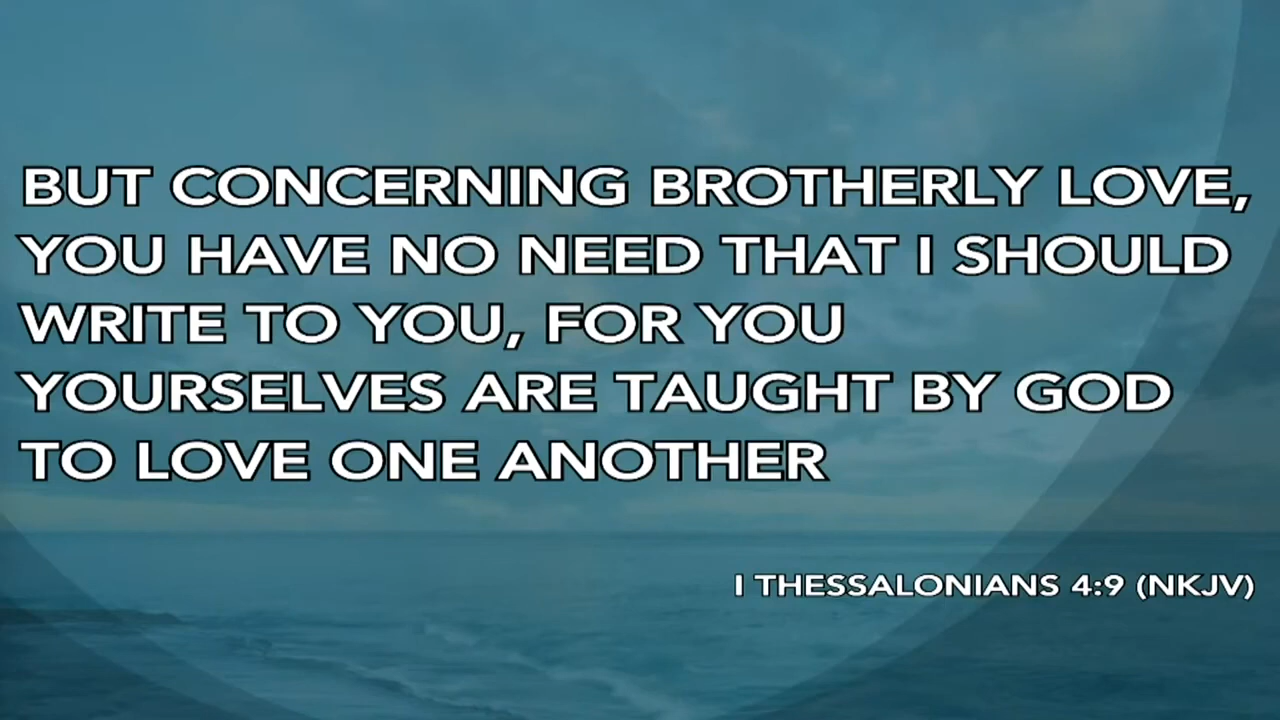 BUT CONCERNING BROTHERLY LOVE,
YOU HAVE NO NEED THAT I SHOULD
WRITE TO YOU, FOR YOU
YOURSELVES ARE TAUGHT BY GOD
TO LOVE ONE ANOTHER
I THESSALONIANS 4:9 (NKJV)